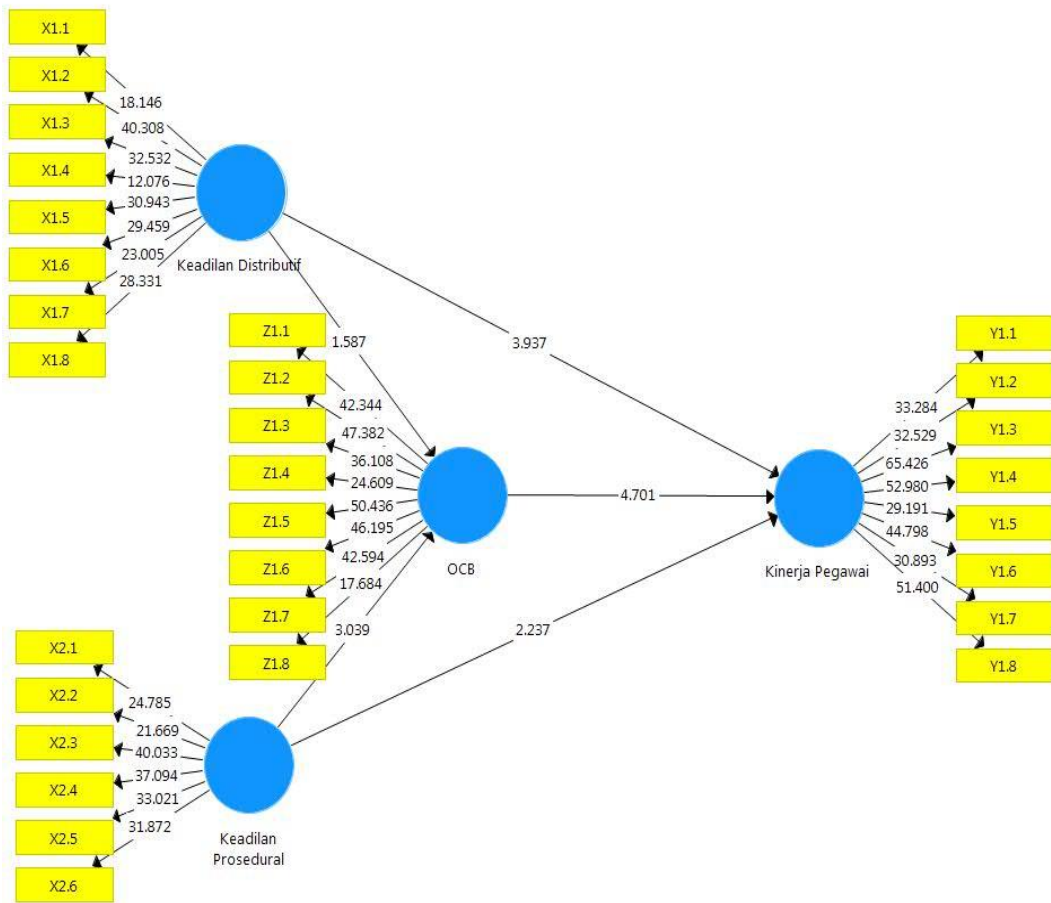 X1.1
X1.2
X1.3
X1.4
X1.5
X1.6
X1.7
X1.8
18.146
40.308
32.532
12.076
30.943
29.459
23.005
28.331
Keadilan Distributif
1.587
3.937
Z1.1
Z1.2
Z1.3
Z1.4
Z1.5
Z1.6
Z1.7
Z1.8
42.344
47.382
36.108
24.609
50.436
46.195
42.594
17.684
3.039
OCB
4.701
2.237
Kinerja Pegawai
33.284
32.529
65.426
52.980
29.191
44.798
30.893
51.400
Y1.1
Y1.2
Y1.3
Y1.4
Y1.5
Y1.6
Y1.7
Y1.8
X2.1
X2.2
X2.3
X2.4
X2.5
X2.6
24.785
21.669
40.033
37.094
33.021
31.872
Keadilan
Prosedural